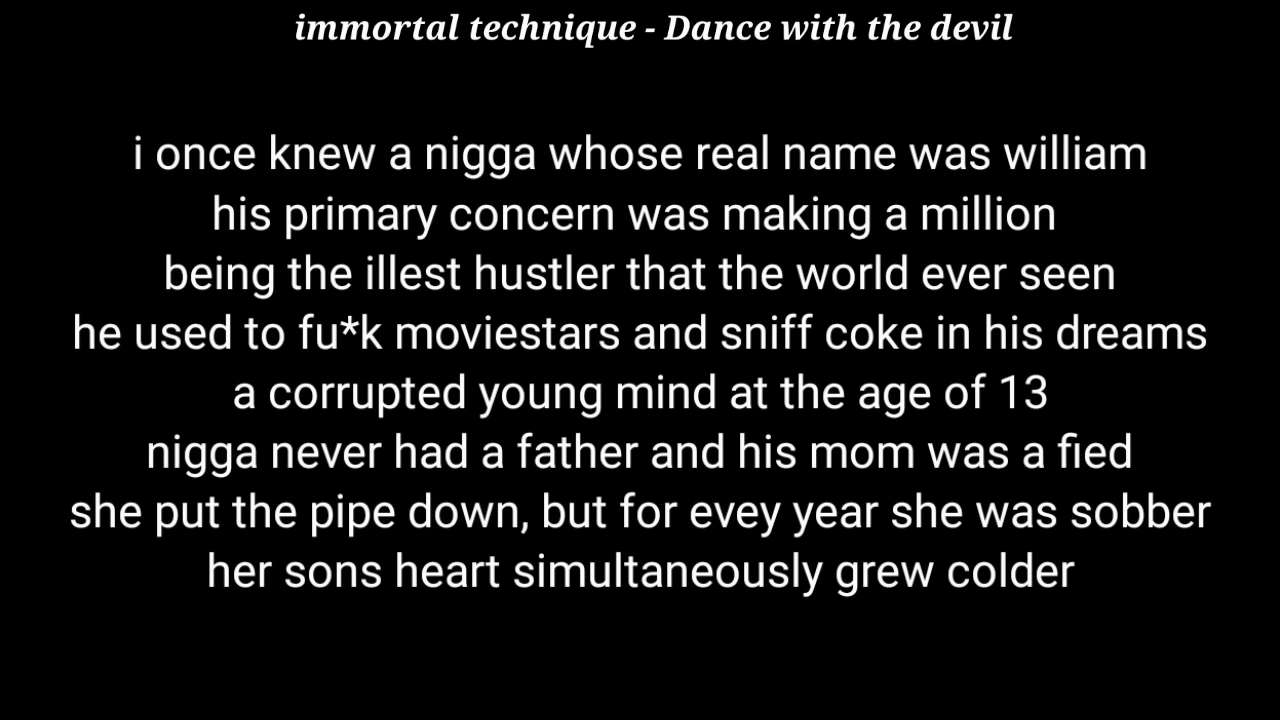 immortal technique - Dance with the devil
i once knew a nigga whose real name was william
his primary concern was making a million
being the illest hustler that the world ever seen
he used to fu*k moviestars and sniff coke in his dreams
a corrupted young mind at the age of 13
nigga never had a father and his mom was a fied
she put the pipe down, but for evey year she was sobber
her sons heart simultaneously grew colder